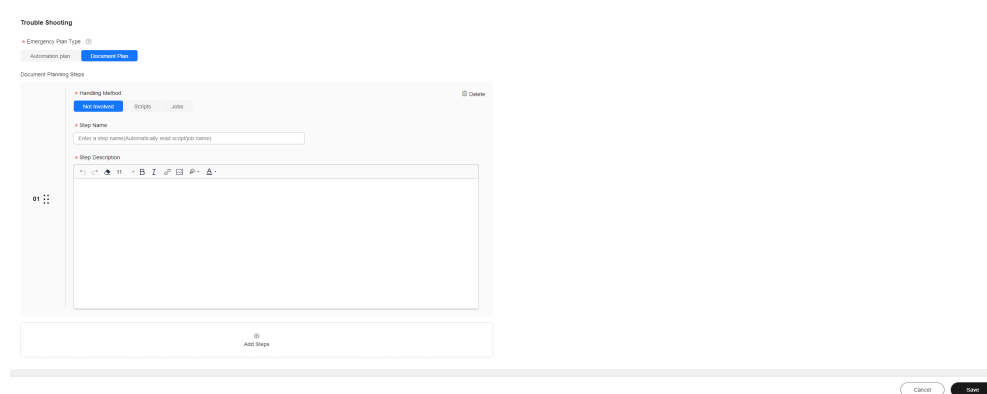 Trouble Shooting
* Emergency Plan Type
Automation plan
Document Plan
Document Planning Steps
* Handling Method
Delete
Not Involved
Scripts
Jobs
* Step Name
Enter a step name(Automatically read script/job name)
* Step Description
11
B I A
01
Add Steps
Cancel
Save